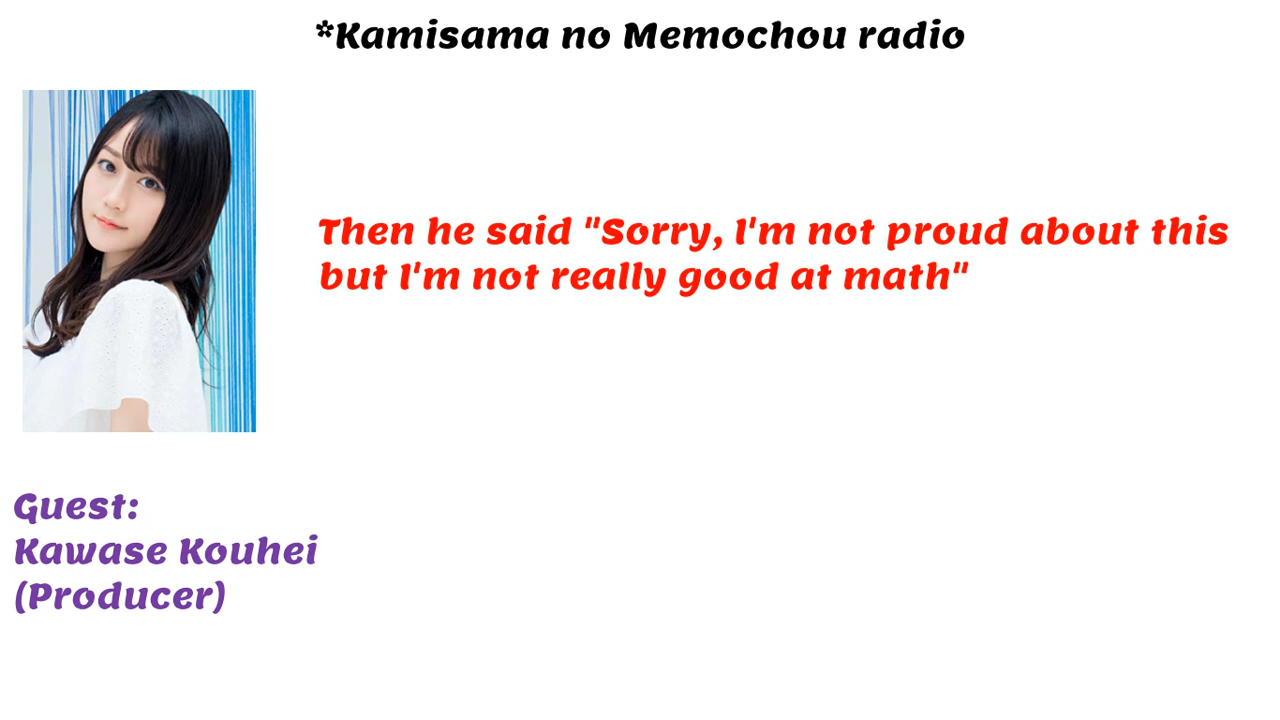 *Kamisama no Memochou radio
Then he said "Sorry, I'm not proud about this
but I'm not really good at math"
Guest:
Kawase Kouhei
(Producer)